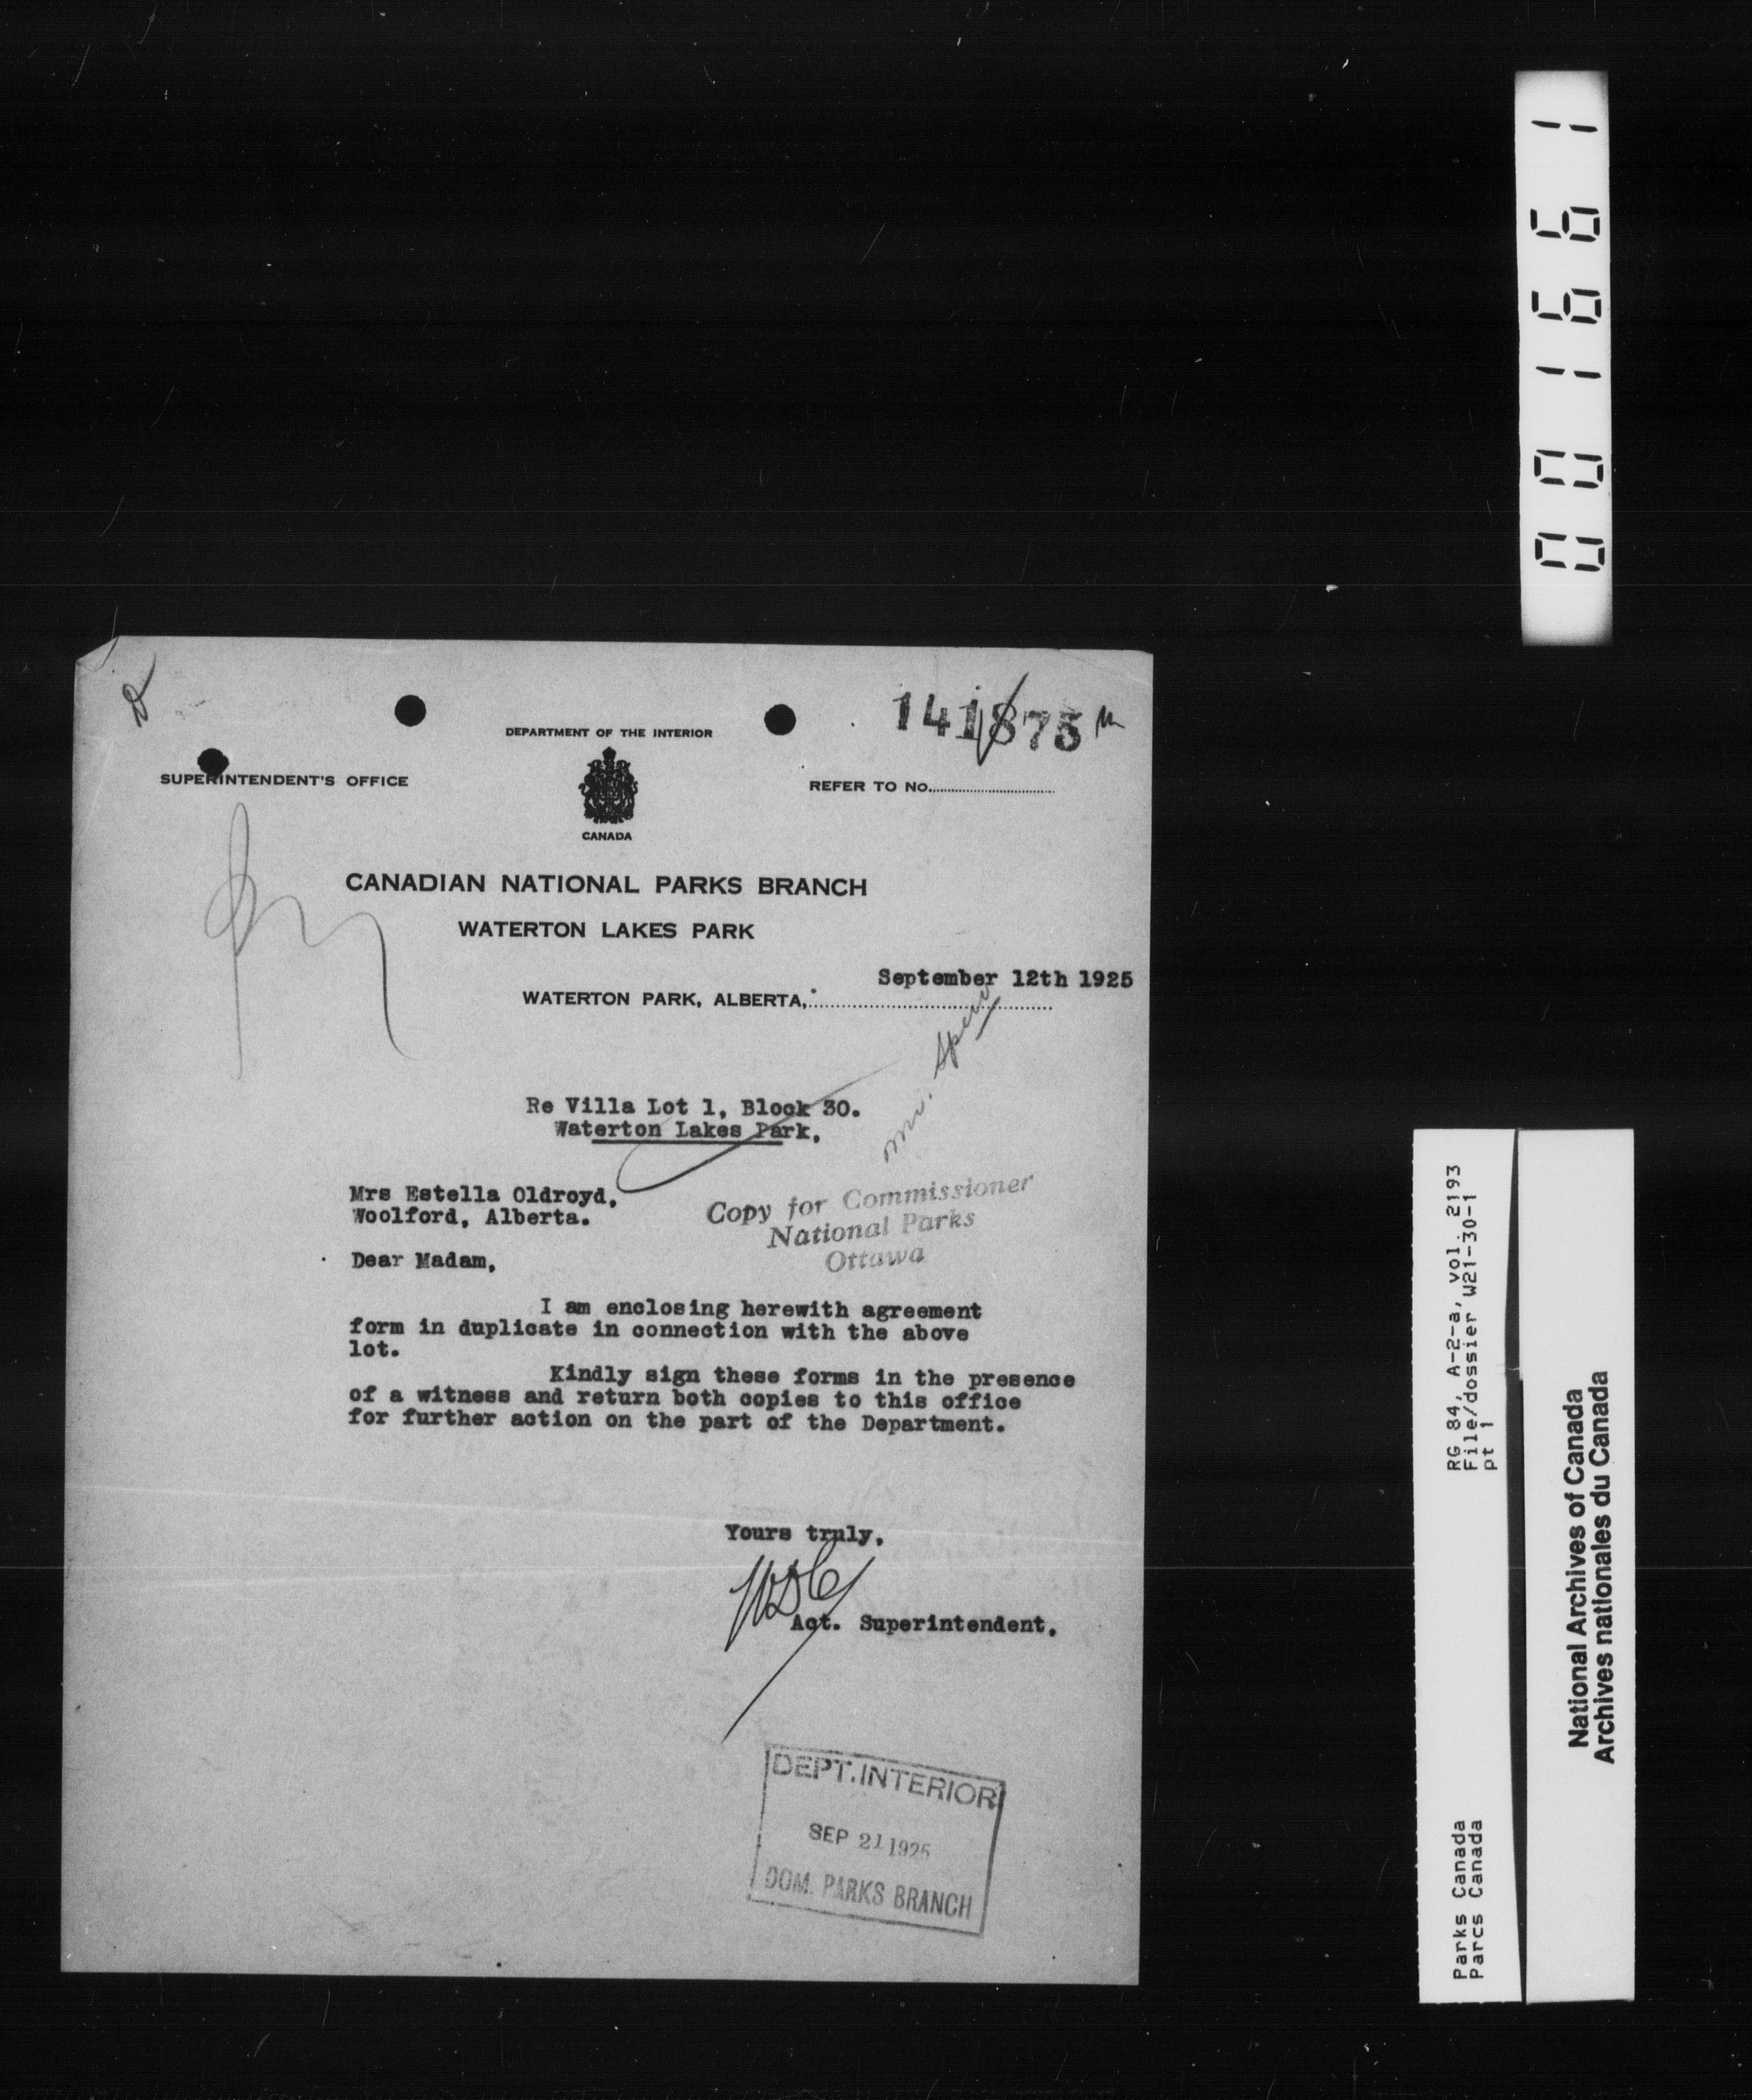 141875
DEPARTMENT OF THE INTERIOR
SUPERINTENDENT'S OFFICE
REFER TO NO.
CANADA
CANADIAN NATIONAL PARKS BRANCH
WATERTON LAKES PARK
September 12th 1925
WATERTON PARK, ALBERTA,
Re Villa Lot 1, Block 30.
Waterton Lakes Park.
Mr.
Mrs Estella Oldroyd,
Woolford, Alberta.
Copy for Commissioner
National Parks
Ottawa
Dear Madam,
I am enclosing herewith agreement
form in duplicate in connection with the above
lot.
Kindly sign these forms in the presence
of a witness and return both copies to this office
for further action on the part of the Department.
Yours truly,
Act. Superintendent.
DEPT. INTERIOR
SEP 21 1925
DOM. PARKS BRANCH
001661
RG 84, A-2-a, vol. 2193
File/dossier W21-30-1
pt 1
Parks Canada
Parcs Canada
National Archives of Canada
Archives nationales du Canada